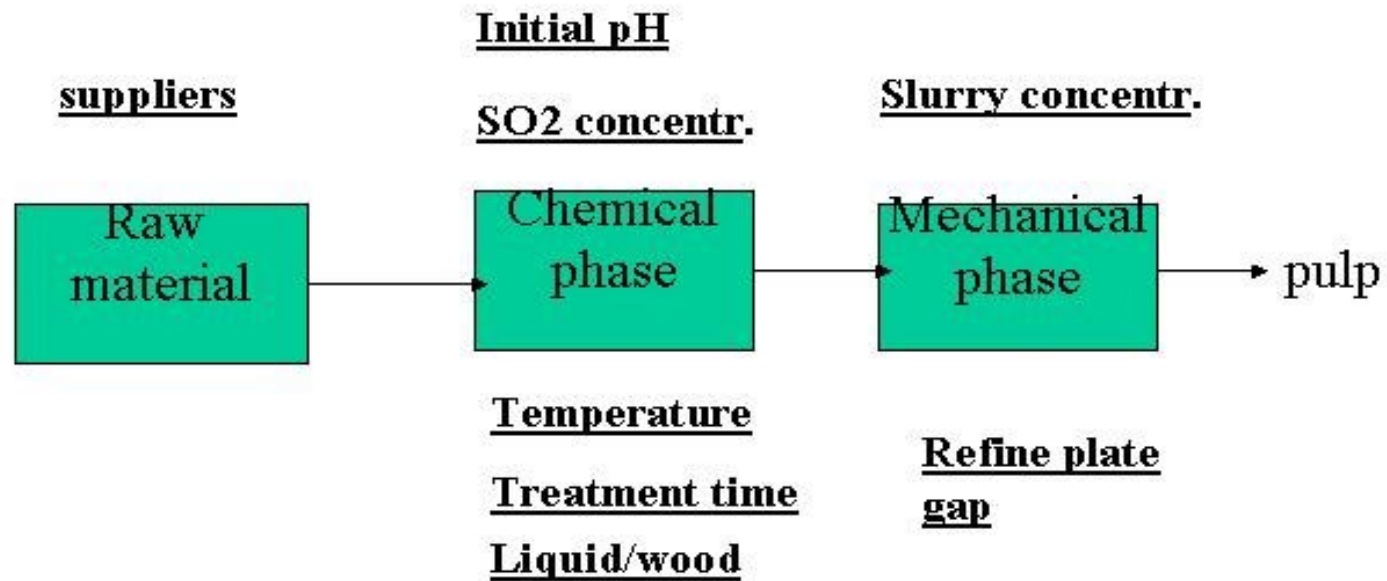 suppliers
Initial pH
SO2 concentr.
Slurry concentr.
Raw
material
Chemical
phase
Mechanical
phase
pulp
Temperature
Treatment time
Liquid/wood
Refine plate
gap